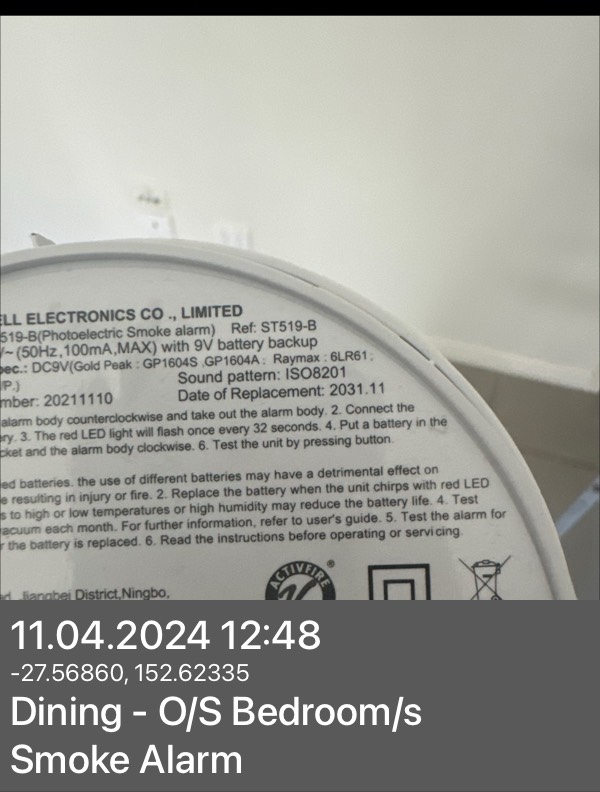 ELL ELECTRONICS CO ., LIMITED
519-B(Photoelectric Smoke alarm) Ref: ST519-B
~ (50Hz,100mA,MAX) with 9V battery backup
pec.: DC9V(Gold Peak : GP1604S ,GP1604A ; Raymax : 6LR61;
/P.)
Sound pattern: ISO8201
mber: 20211110
Date of Replacement: 2031.11
alarm body counterclockwise and take out the alarm body. 2. Connect the
ry. 3. The red LED light will flash once every 32 seconds. 4. Put a battery in the
cket and the alarm body clockwise. 6. Test the unit by pressing button
ed batteries. the use of different batteries may have a detrimental effect on
e resulting in injury or fire. 2. Replace the battery when the unit chirps with red LED
s to high or low temperatures or high humidity may reduce the battery life. 4. Test
acuum each month. For further information, refer to user's guide. 5. Test the alarm for
r the battery is replaced. 6. Read the instructions before operating or servicing.
Jiangbei District,Ningbo,
ACTIVFIRE ®
11.04.2024 12:48
-27.56860, 152.62335
Dining - O/S Bedroom/s
Smoke Alarm